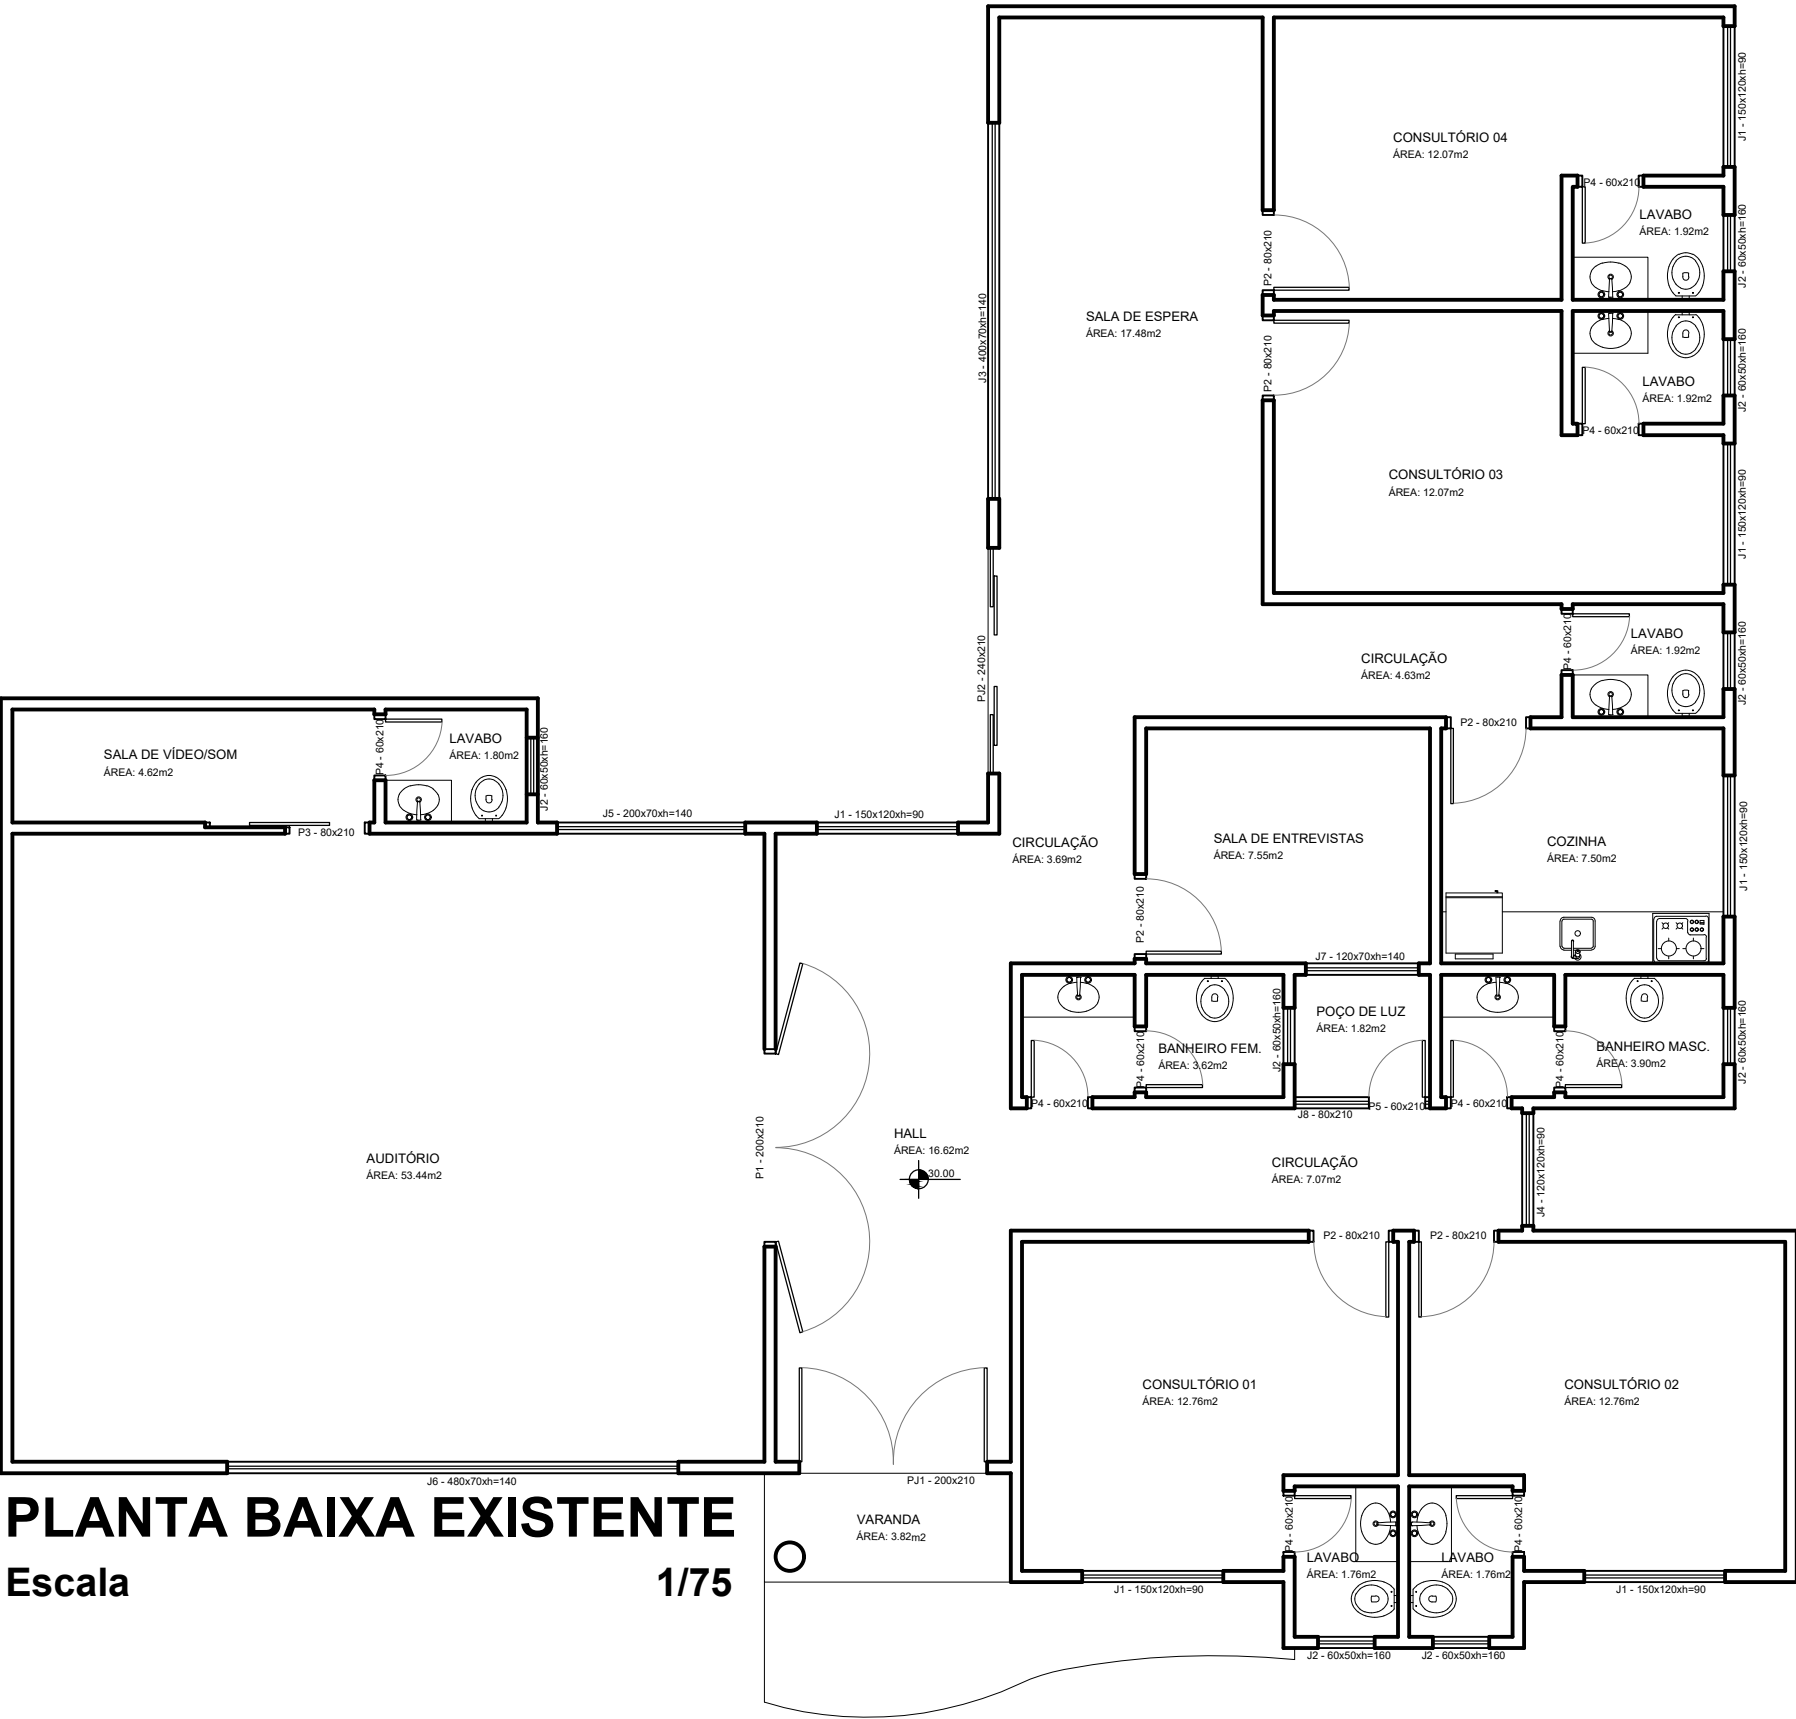 J1 - 150x120xh=90
CONSULTÓRIO 04
ÁREA: 12.07m2
P4 - 60x210
LAVABO
ÁREA: 1.92m2
J2 - 60x50xh=160
P2 - 80x210
J3 - 400x70xh=140
SALA DE ESPERA
ÁREA: 17.48m2
P2 - 80x210
J2 - 60x50xh=160
LAVABO
ÁREA: 1.92m2
P4 - 60x210
CONSULTÓRIO 03
ÁREA: 12.07m2
J1 - 150x120xh=90
PJ2 - 240x210
CIRCULAÇÃO
ÁREA: 4.63m2
P4 - 60x210
LAVABO
ÁREA: 1.92m2
J2 - 60x50xh=160
P2 - 80x210
SALA DE VÍDEO/SOM
ÁREA: 4.62m2
P4 - 60x210
LAVABO
ÁREA: 1.80m2
J2 - 60x50xh=160
P3 - 80x210
J5 - 200x70xh=140
J1 - 150x120xh=90
CIRCULAÇÃO
ÁREA: 3.69m2
SALA DE ENTREVISTAS
ÁREA: 7.55m2
COZINHA
ÁREA: 7.50m2
J1 - 150x120xh=90
P2 - 80x210
J7 - 120x70xh=140
BANHEIRO FEM.
ÁREA: 3.62m2
P4 - 60x210
P4 - 60x210
J2 - 60x50xh=160
POÇO DE LUZ
ÁREA: 1.82m2
J8 - 80x210
P5 - 60x210
P4 - 60x210
P4 - 60x210
BANHEIRO MASC.
ÁREA: 3.90m2
J2 - 60x50xh=160
AUDITÓRIO
ÁREA: 53.44m2
P1 - 200x210
HALL
ÁREA: 16.62m2
30.00
CIRCULAÇÃO
ÁREA: 7.07m2
J4 - 120x120xh=90
P2 - 80x210
P2 - 80x210
CONSULTÓRIO 01
ÁREA: 12.76m2
CONSULTÓRIO 02
ÁREA: 12.76m2
J6 - 480x70xh=140
PJ1 - 200x210
PLANTA BAIXA EXISTENTE
Escala 1/75
VARANDA
ÁREA: 3.82m2
P4 - 60x210
LAVABO
ÁREA: 1.76m2
LAVABO
ÁREA: 1.76m2
P4 - 60x210
J1 - 150x120xh=90
J1 - 150x120xh=90
J2 - 60x50xh=160
J2 - 60x50xh=160